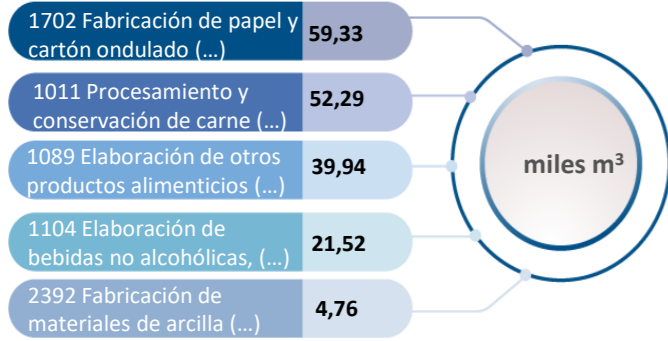 1702 Fabricación de papel y
cartón ondulado (...)
59,33
1011 Procesamiento y
conservación de carne (...)
52,29
1089 Elaboración de otros
productos alimenticios (...)
39,94
1104 Elaboración de
bebidas no alcohólicas, (...)
21,52
2392 Fabricación de
materiales de arcilla (...)
4,76
miles m³